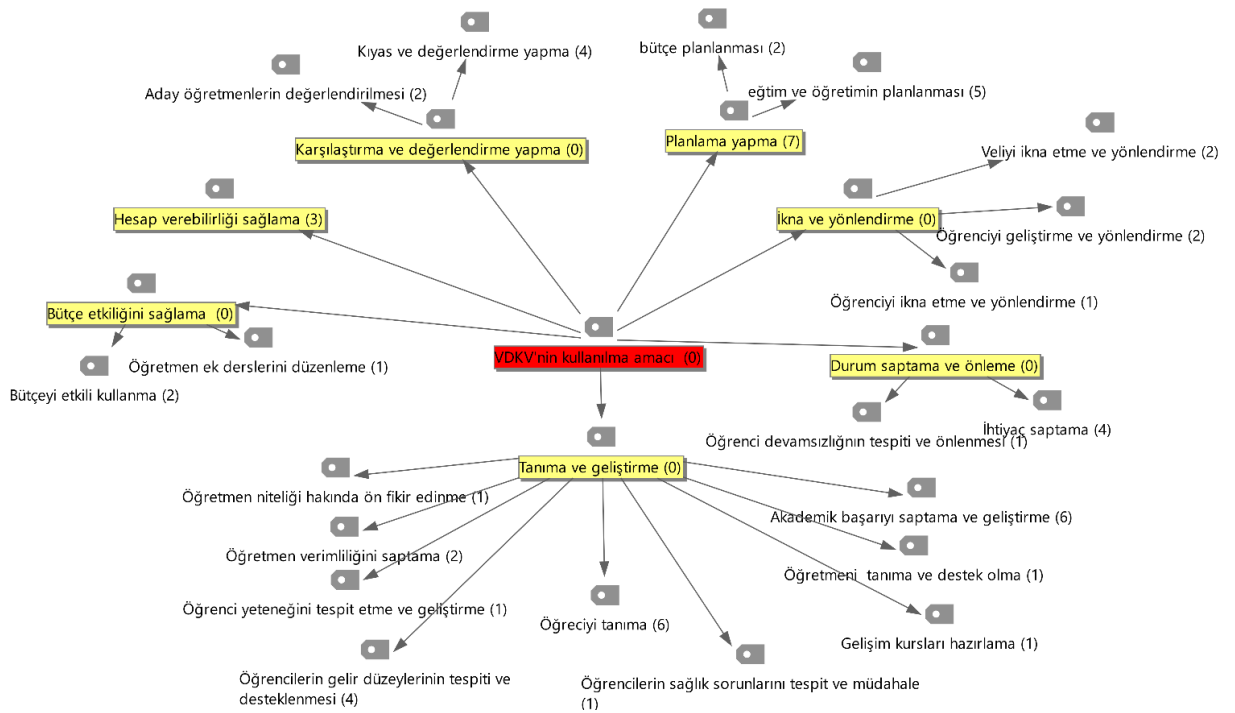 Kıyas ve değerlendirme yapma (4)
bütçe planlanması (2)
Aday öğretmenlerin değerlendirilmesi (2)
eğtim ve öğretimin planlanması (5)
Karşılaştırma ve değerlendirme yapma (0)
Planlama yapma (7)
Veliyi ikna etme ve yönlendirme (2)
Hesap verebilirliği sağlama (3)
İkna ve yönlendirme (0)
Öğrenciyi geliştirme ve yönlendirme (2)
Öğrenciyi ikna etme ve yönlendirme (1)
Bütçe etkiliğini sağlama  (0)
Öğretmen ek derslerini düzenleme (1)
Bütçeyi etkili kullanma (2)
VDKV'nin kullanılma amacı  (0)
Durum saptama ve önleme (0)
İhtiyaç saptama (4)
Öğrenci devamsızlığnın tespiti ve önlenmesi (1)
Tanıma ve geliştirme (0)
Öğretmen niteliği hakında ön fikir edinme (1)
Akademik başarıyı saptama ve geliştirme (6)
Öğretmen verimliliğini saptama (2)
Öğretmeni  tanıma ve destek olma (1)
Öğrenci yeteneğini tespit etme ve geliştirme (1)
Öğreciyi tanıma (6)
Gelişim kursları hazırlama (1)
Öğrencilerin gelir düzeylerinin tespiti ve
desteklenmesi (4)
Öğrencilerin sağlık sorunlarını tespit ve müdahale
(1)